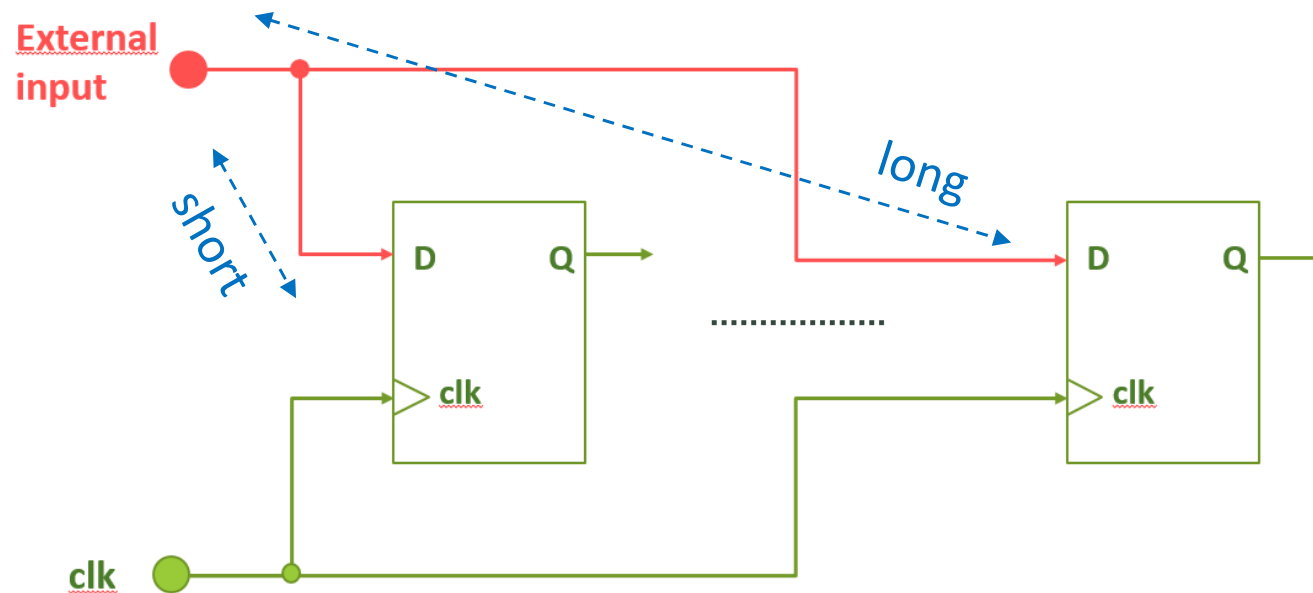 External
input
long
short
D
Q
D
Q
clk
clk
clk